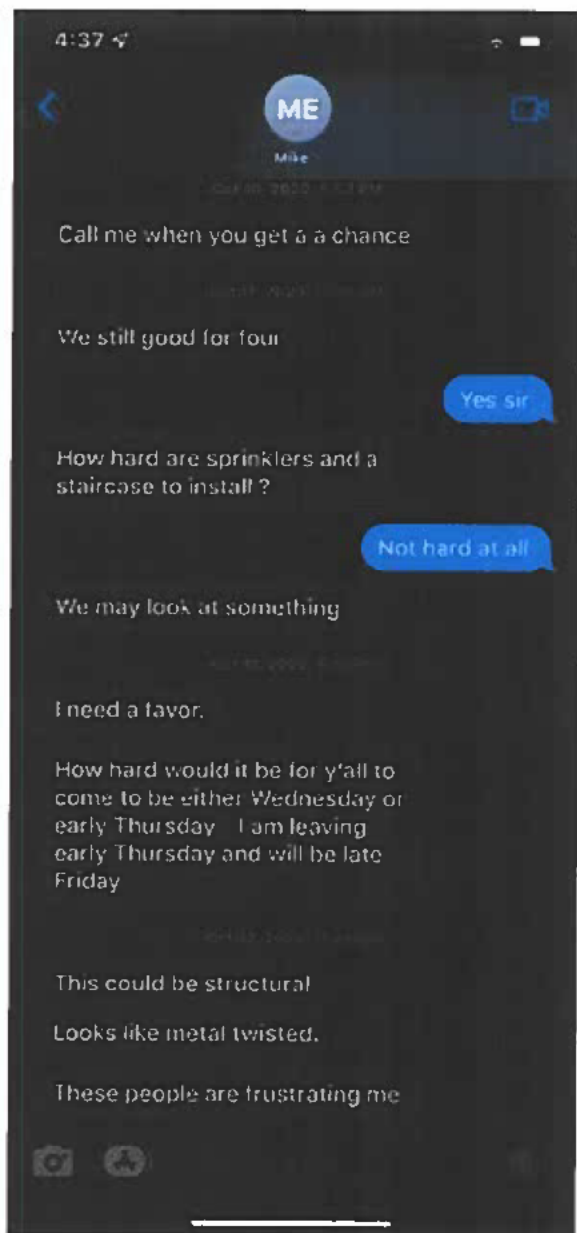 4:37
ME
Mike
Call me when you get a a chance
We still good for four
Yes sir
How hard are sprinklers and a
staircase to install ?
Not hard at all
We may look at something
I need a favor.
How hard would it be for y'all to
come to be either Wednesday or
early Thursday I am leaving
early Thursday and will be late
Friday
This could be structural
Looks like metal twisted.
These people are frustrating me